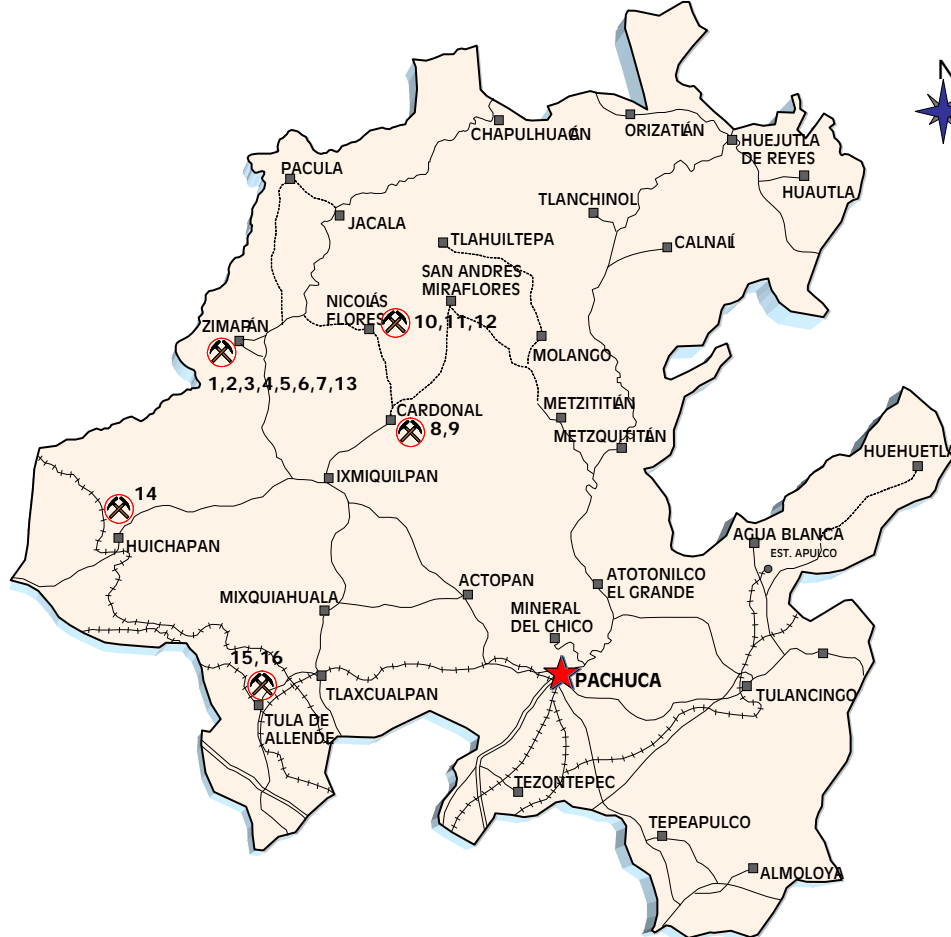 N
CHAPULHUACÁN
ORIZATLÁN
HUEJUTLA
DE REYES
PACULA
HUAUTLA
TLANCHINOL
JACALA
TLAHUILTEPA
CALNALÍ
SAN ANDRÈS
MIRAFLORES
NICOLÁS
FLORES
10,11,12
ZIMAPÁN
MOLANGO
1,2,3,4,5,6,7,13
METZITITLÁN
CARDONAL
8,9
METZQUITITLÁN
HUEHUETLA
IXMIQUILPAN
14
AGUA BLANCA
HUICHAPAN
EST. APULCO
ATOTONILCO
EL GRANDE
ACTOPAN
MIXQUIAHUALA
MINERAL
DEL CHICO
15,16
PACHUCA
TLAXCUALPAN
TULANCINGO
TULA DE
ALLENDE
TEZONTEPEC
TEPEAPULCO
ALMOLOYA